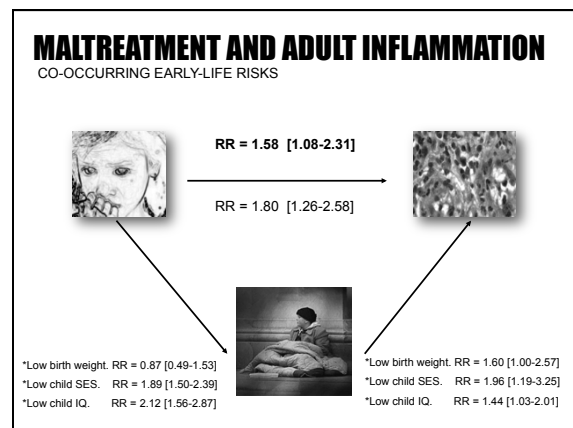 MALTREATMENT AND ADULT INFLAMMATION
CO-OCCURRING EARLY-LIFE RISKS
RR = 1.58 [1.08-2.31]
RR = 1.80 [1.26-2.58]
*Low birth weight. RR = 0.87 [0.49-1.53]
*Low child SES. RR = 1.89 [1.50-2.39]
*Low child IQ. RR = 2.12 [1.56-2.87]
*Low birth weight. RR = 1.60 [1.00-2.57]
*Low child SES. RR = 1.96 [1.19-3.25]
*Low child IQ. RR = 1.44 [1.03-2.01]